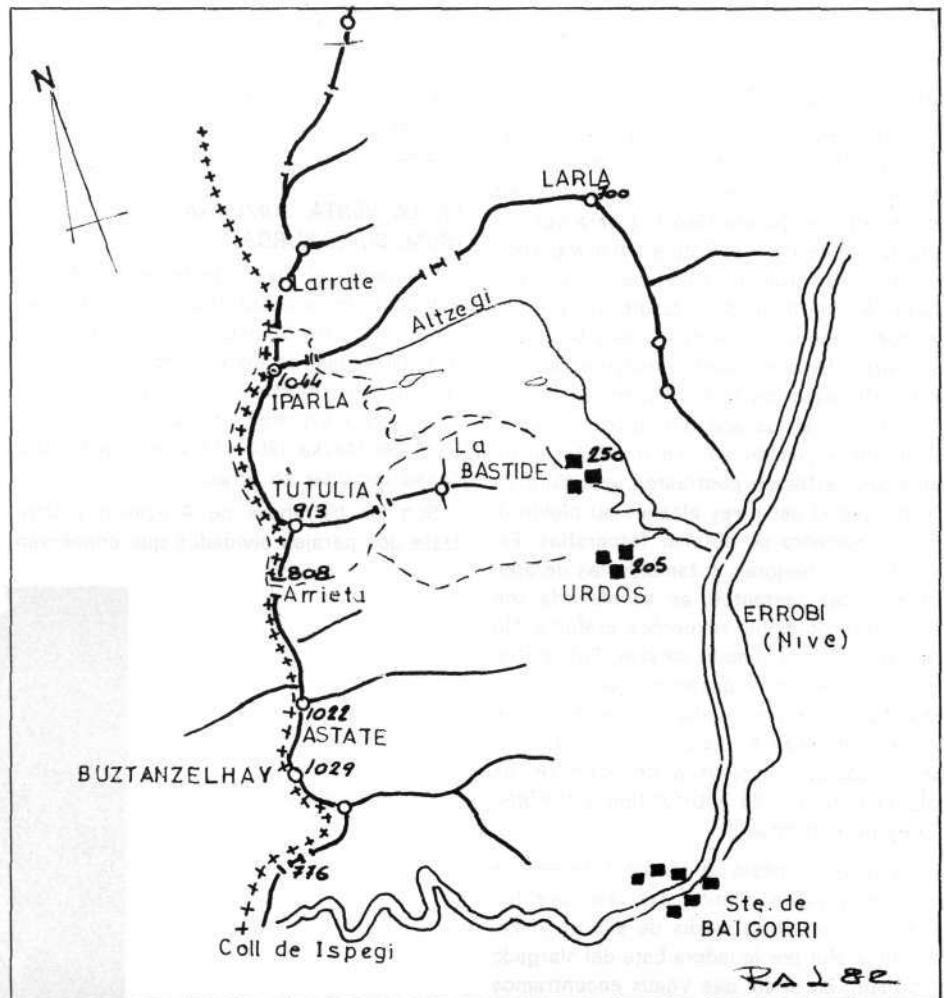 N
LARLA
700
Larrate
Altzegi
1044
IPARLA
La
BASTIDE
250
TUTULIA
913
808
Arrieta
205
URDOS
ERROBI
(Nive)
1022
ASTATE
BUZTANZELHAY
1029
776
Coll de Ispegi
Ste. de
BAIGORRI